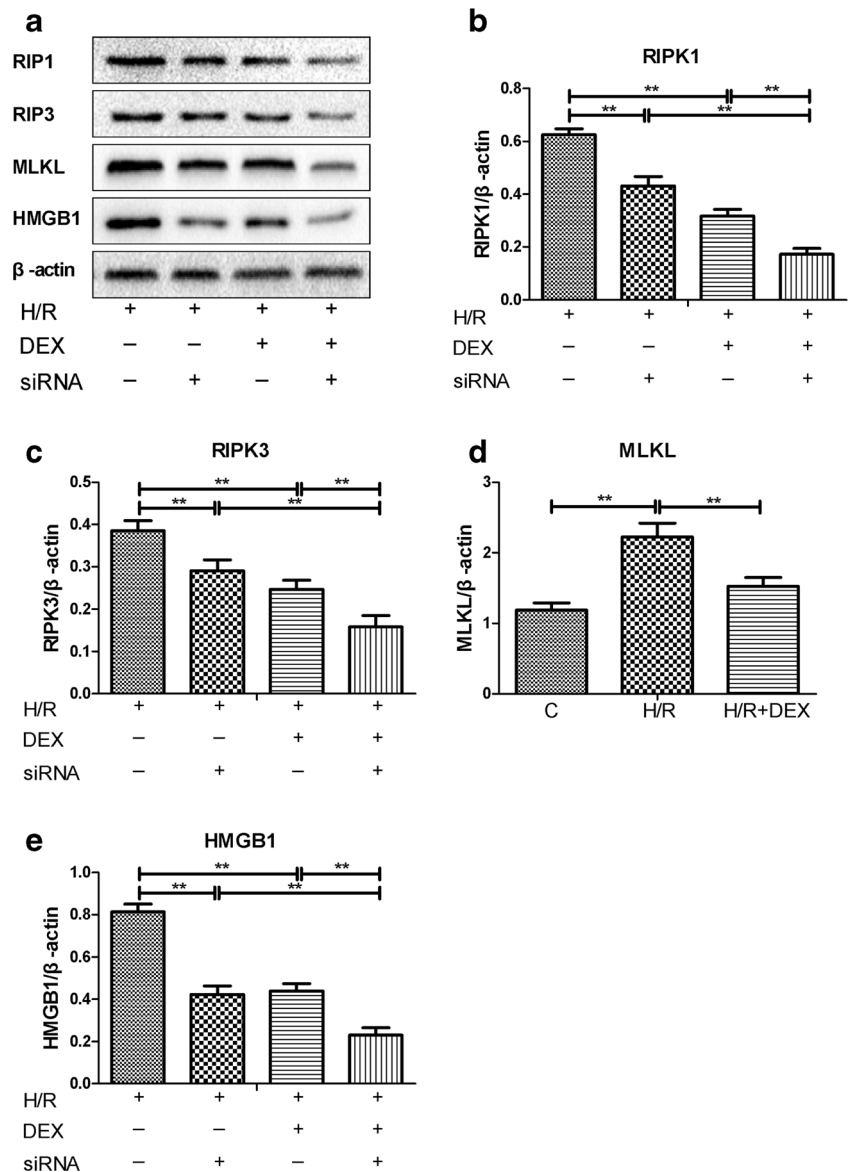 a
RIP1
RIP3
MLKL
HMGB1
β -actin
H/R + + + +
DEX – – + +
siRNA – + – +
b
RIPK1
RIPK1/β -actin
0.8
0.6
0.4
0.2
0.0
** **
** **
H/R + + + +
DEX – – + +
siRNA – + – +
c
RIPK3
RIPK3/β -actin
0.5
0.4
0.3
0.2
0.1
0.0
** **
** **
H/R + + + +
DEX – – + +
siRNA – + – +
d
MLKL
MLKL/β -actin
3
2
1
0
** **
C H/R H/R+DEX
e
HMGB1
HMGB1/β -actin
1.0
0.8
0.6
0.4
0.2
0.0
** **
** **
H/R + + + +
DEX – – + +
siRNA – + – +